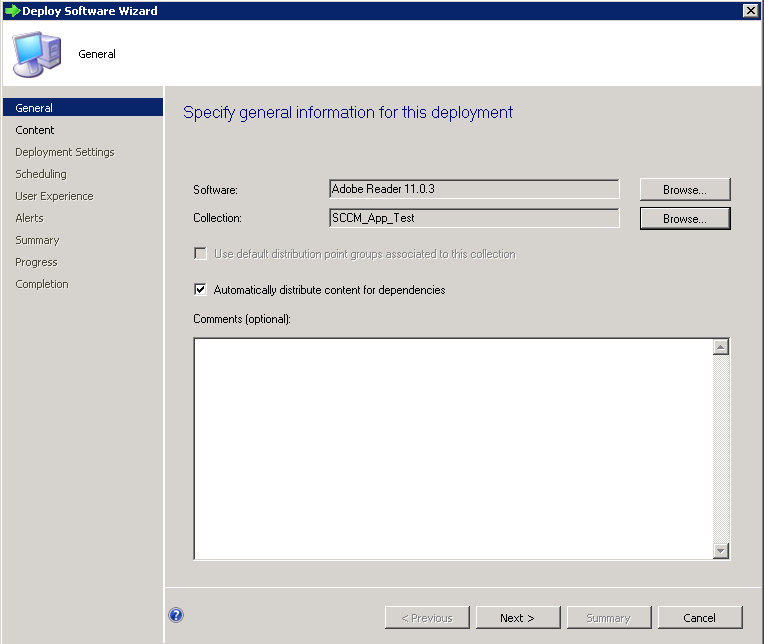 Deploy Software Wizard
General
General
Content
Deployment Settings
Scheduling
User Experience
Alerts
Summary
Progress
Completion
Specify general information for this deployment
Software: Adobe Reader 11.0.3 Browse...
Collection: SCCM_App_Test Browse...
Use default distribution point groups associated to this collection
Automatically distribute content for dependencies
Comments (optional):
< Previous Next > Summary Cancel